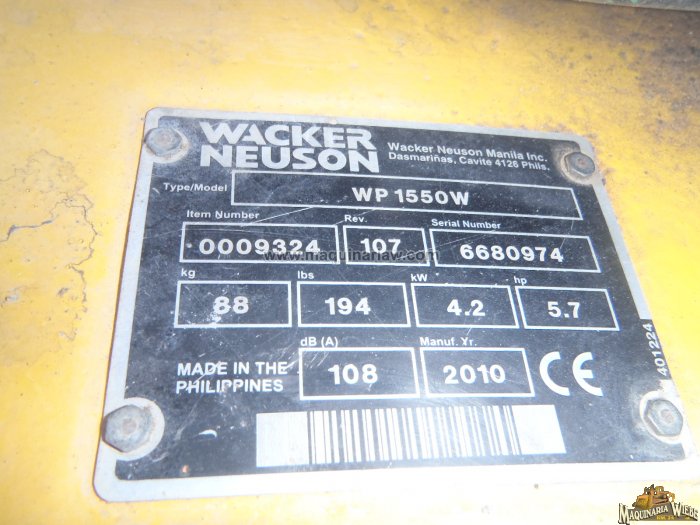 WACKER
NEUSON
Wacker Neuson Manila Inc.
Dasmariñas, Cavite 4126 Phils.
Type/Model WP 1550W
Item Number Rev. Serial Number
0009324 107 6680974
www.maquinariaw.com
kg lbs kW hp
88 194 4.2 5.7
dB (A) Manuf. Yr.
MADE IN THE
PHILIPPINES
108 2010 CE
401224
MAQUINARIA WIEBE